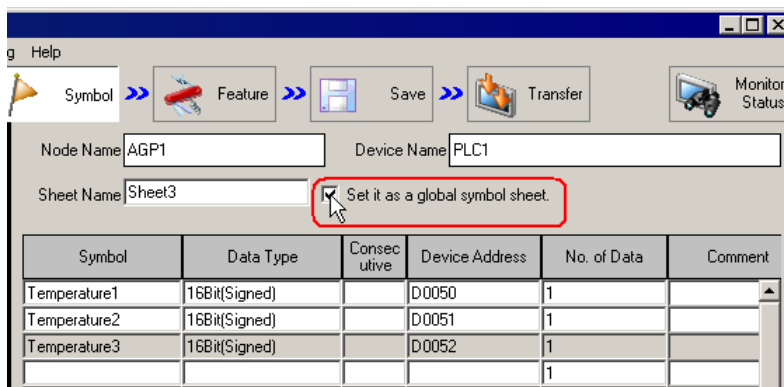 g Help
Symbol Feature Save Transfer Monitor Status
Node Name AGP1 Device Name PLC1
Sheet Name Sheet3 Set it as a global symbol sheet.
Symbol Data Type Consec utive Device Address No. of Data Comment
Temperature1 16Bit(Signed) D0050 1
Temperature2 16Bit(Signed) D0051 1
Temperature3 16Bit(Signed) D0052 1
1